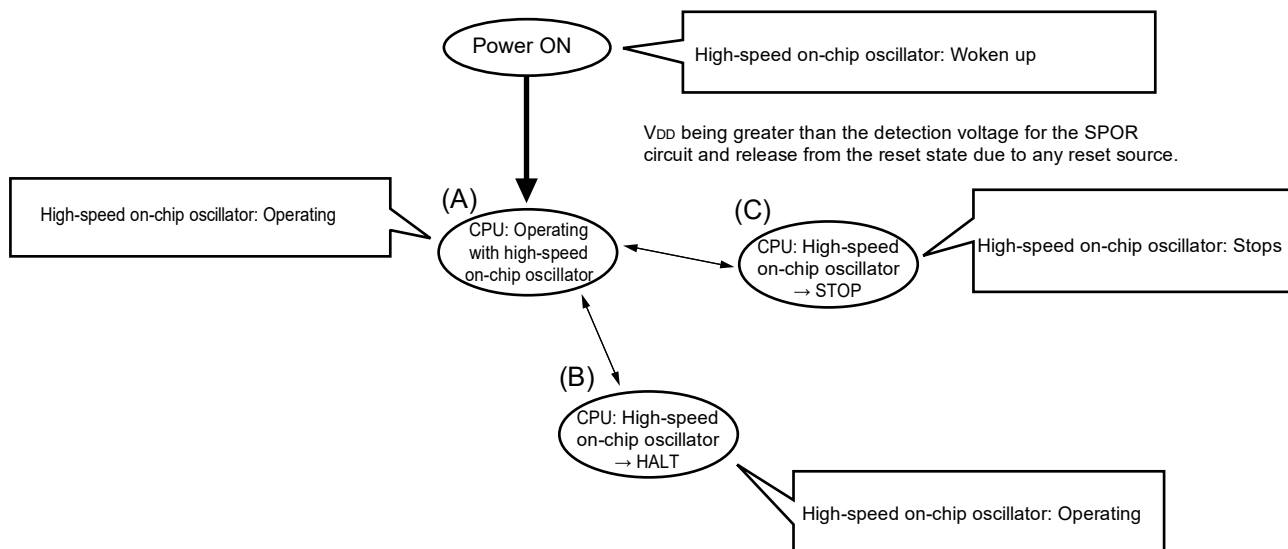 Power ON
High-speed on-chip oscillator: Woken up
VDD being greater than the detection voltage for the SPOR
circuit and release from the reset state due to any reset source.
High-speed on-chip oscillator: Operating
(A)
CPU: Operating
with high-speed
on-chip oscillator
(C)
CPU: High-speed
on-chip oscillator
→ STOP
High-speed on-chip oscillator: Stops
(B)
CPU: High-speed
on-chip oscillator
→ HALT
High-speed on-chip oscillator: Operating